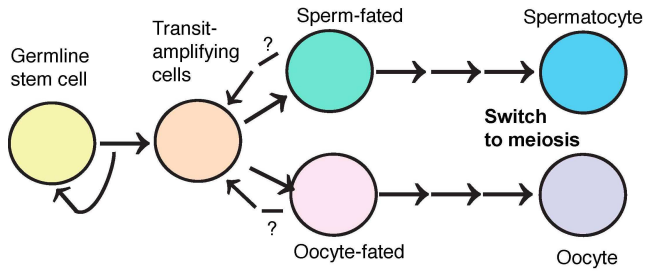 Germline
stem cell
Transit-
amplifying
cells
?
Sperm-fated
Spermatocyte
Switch
to meiosis
?
Oocyte-fated
Oocyte